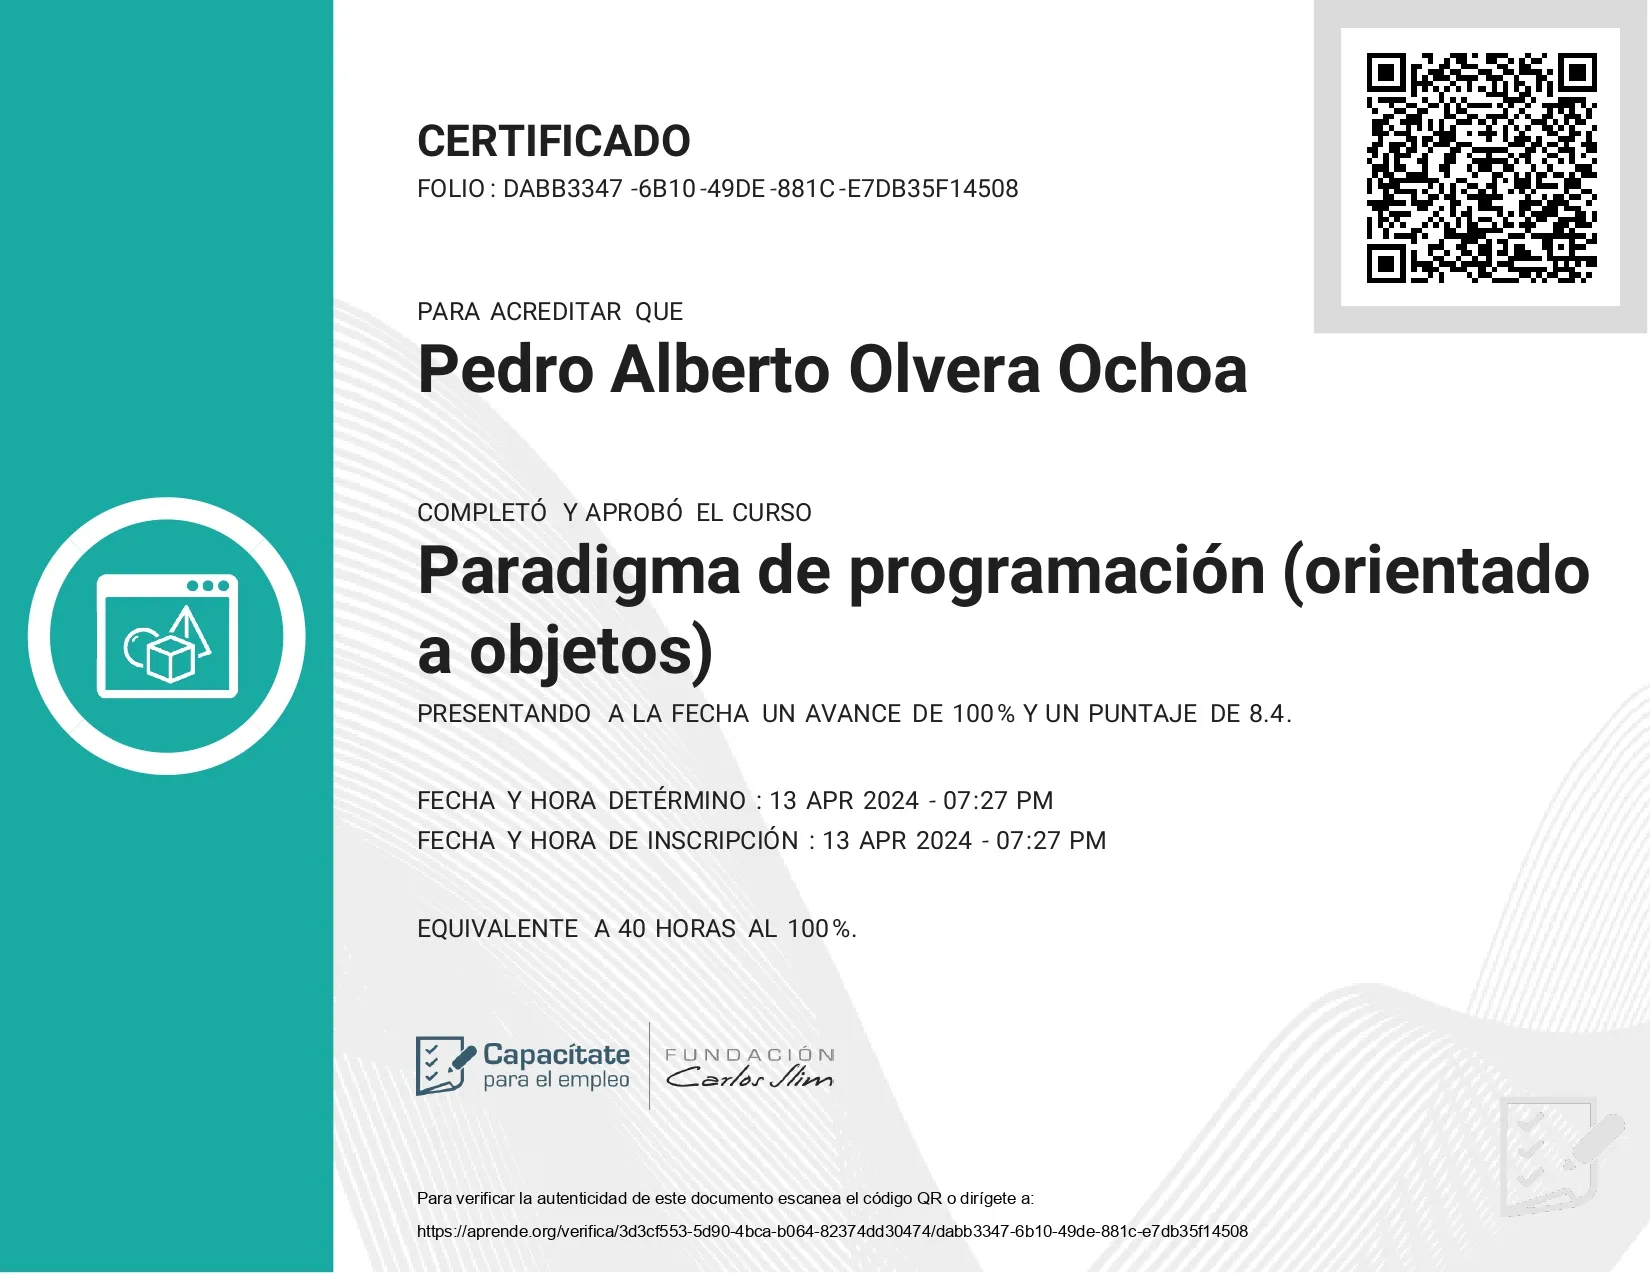 CERTIFICADO
FOLIO : DABB3347 -6B10 -49DE -881C -E7DB35F14508
PARA ACREDITAR QUE
Pedro Alberto Olvera Ochoa
COMPLETÓ Y APROBÓ EL CURSO
Paradigma de programación (orientado
a objetos)
PRESENTANDO A LA FECHA UN AVANCE DE 100% Y UN PUNTAJE DE 8.4.
FECHA Y HORA DETÉRMINO : 13 APR 2024 - 07:27 PM
FECHA Y HORA DE INSCRIPCIÓN : 13 APR 2024 - 07:27 PM
EQUIVALENTE A 40 HORAS AL 100%.
Capacítate
para el empleo
FUNDACIÓN
Carlos Slim
Para verificar la autenticidad de este documento escanea el código QR o dirígete a:
https://aprende.org/verifica/3d3cf553-5d90-4bca-b064-82374dd30474/dabb3347-6b10-49de-881c-e7db35f14508